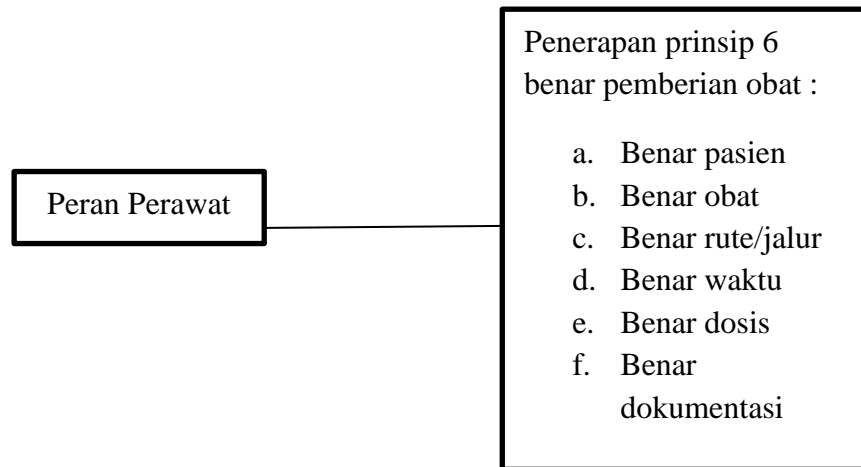 Peran Perawat
Penerapan prinsip 6
benar pemberian obat :
a. Benar pasien
b. Benar obat
c. Benar rute/jalur
d. Benar waktu
e. Benar dosis
f. Benar
dokumentasi